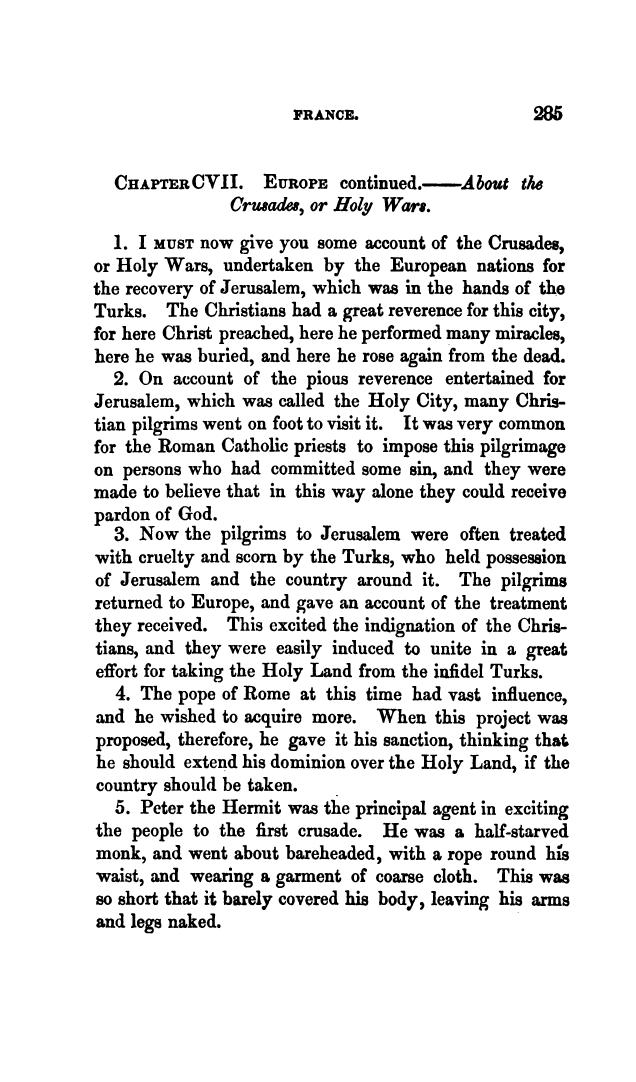 FRANCE. 285
CHAPTER CVII. EUROPE continued.——About the
Crusades, or Holy Wars.
1. I MUST now give you some account of the Crusades,
or Holy Wars, undertaken by the European nations for
the recovery of Jerusalem, which was in the hands of the
Turks. The Christians had a great reverence for this city,
for here Christ preached, here he performed many miracles,
here he was buried, and here he rose again from the dead.
2. On account of the pious reverence entertained for
Jerusalem, which was called the Holy City, many Chris-
tian pilgrims went on foot to visit it. It was very common
for the Roman Catholic priests to impose this pilgrimage
on persons who had committed some sin, and they were
made to believe that in this way alone they could receive
pardon of God.
3. Now the pilgrims to Jerusalem were often treated
with cruelty and scorn by the Turks, who held possession
of Jerusalem and the country around it. The pilgrims
returned to Europe, and gave an account of the treatment
they received. This excited the indignation of the Chris-
tians, and they were easily induced to unite in a great
effort for taking the Holy Land from the infidel Turks.
4. The pope of Rome at this time had vast influence,
and he wished to acquire more. When this project was
proposed, therefore, he gave it his sanction, thinking that
he should extend his dominion over the Holy Land, if the
country should be taken.
5. Peter the Hermit was the principal agent in exciting
the people to the first crusade. He was a half-starved
monk, and went about bareheaded, with a rope round his
waist, and wearing a garment of coarse cloth. This was
so short that it barely covered his body, leaving his arms
and legs naked.